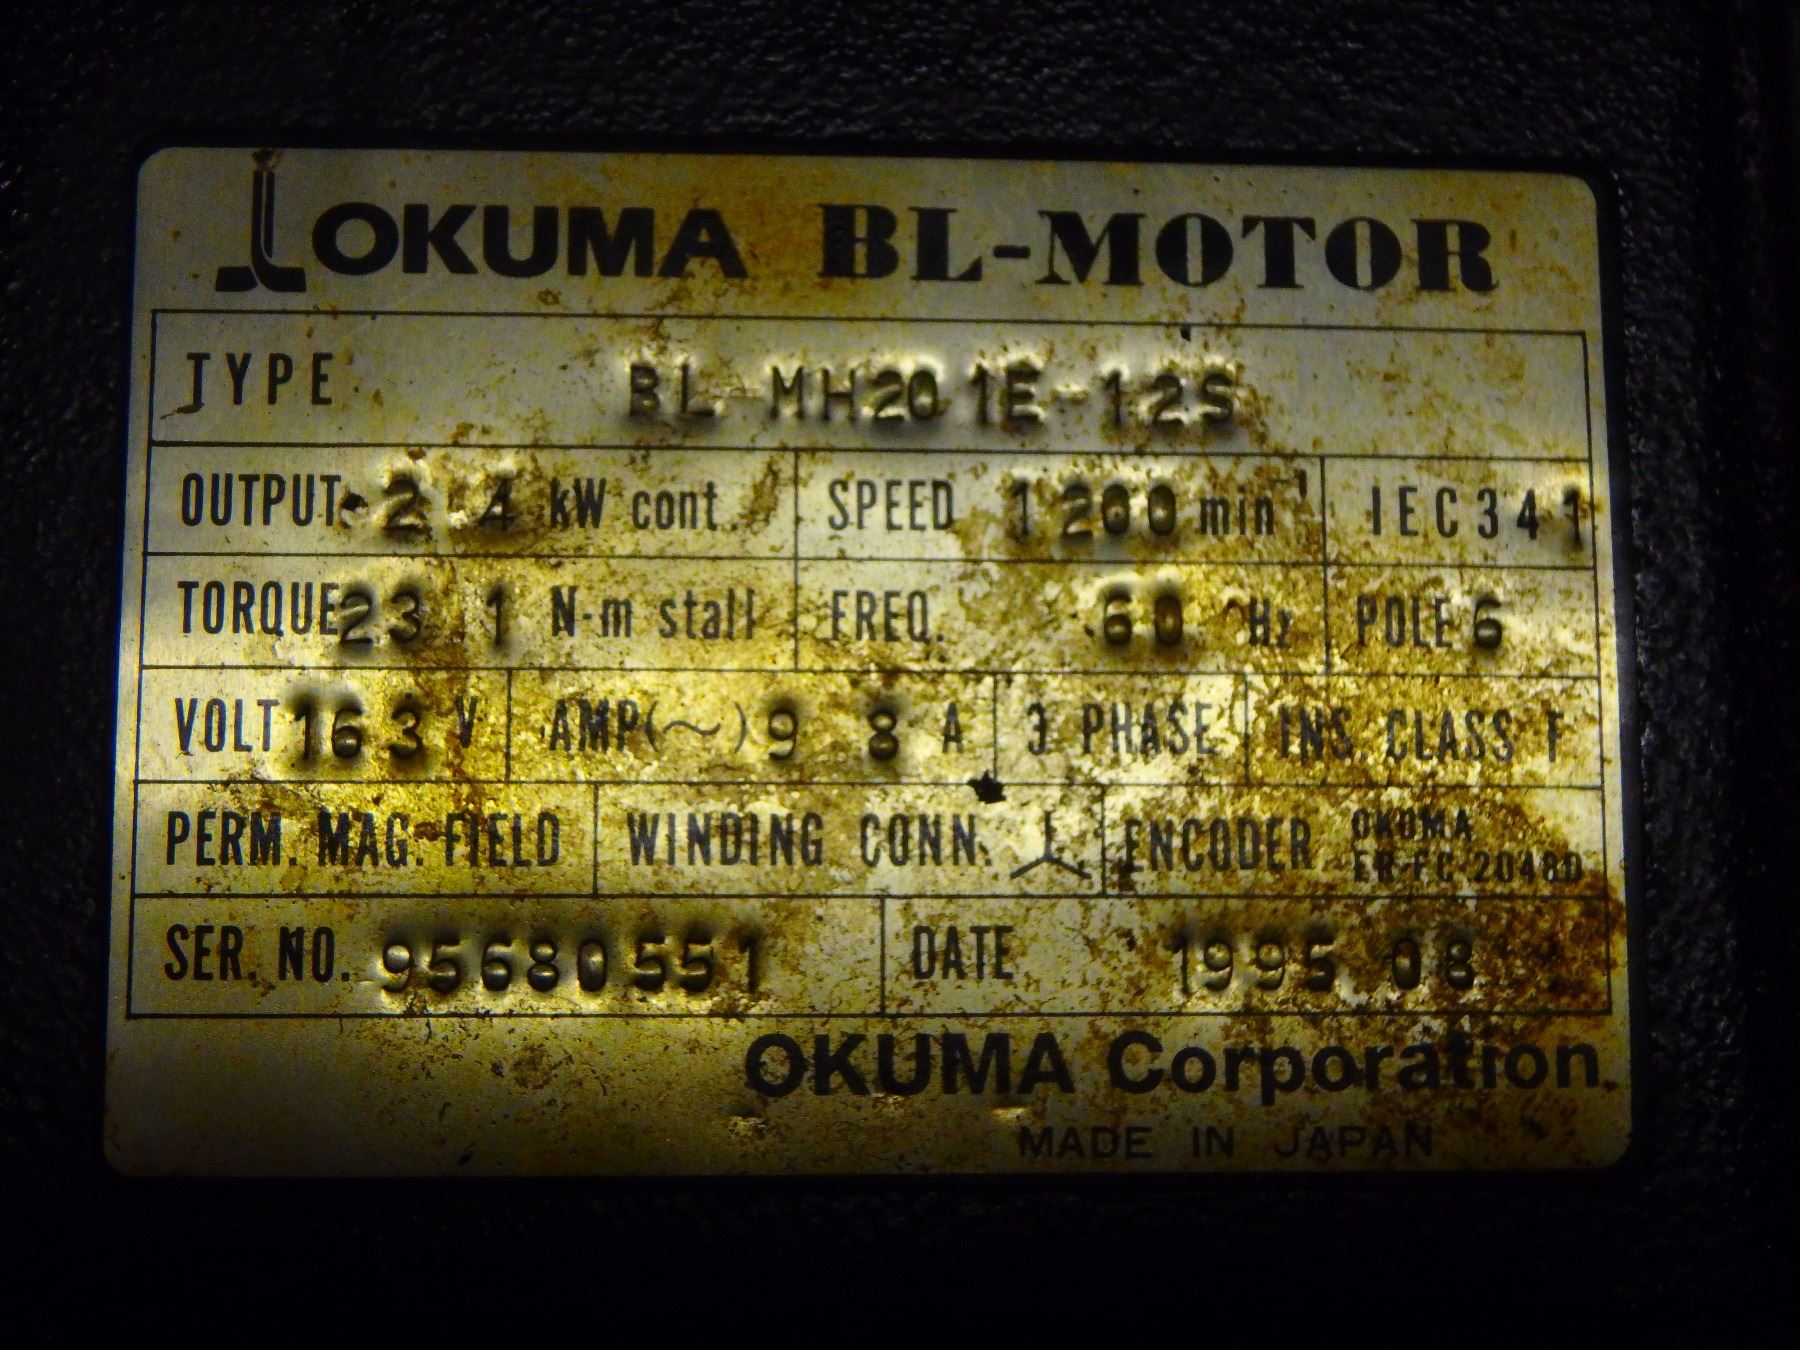 OKUMA BL-MOTOR
TYPE BL-MH201E-12S
OUTPUT 2.4 kW cont. SPEED 1200 min⁻¹ IEC341
TORQUE 23.1 N-m stall FREQ. 60 Hz POLE 6
VOLT 163 V AMP(~) 9.8 A 3 PHASE INS CLASS F
PERM. MAG. FIELD WINDING CONN. ENCODER OKUMA
ER-FC-2048D
SER. NO. 95680551 DATE 1995 08
OKUMA Corporation
MADE IN JAPAN